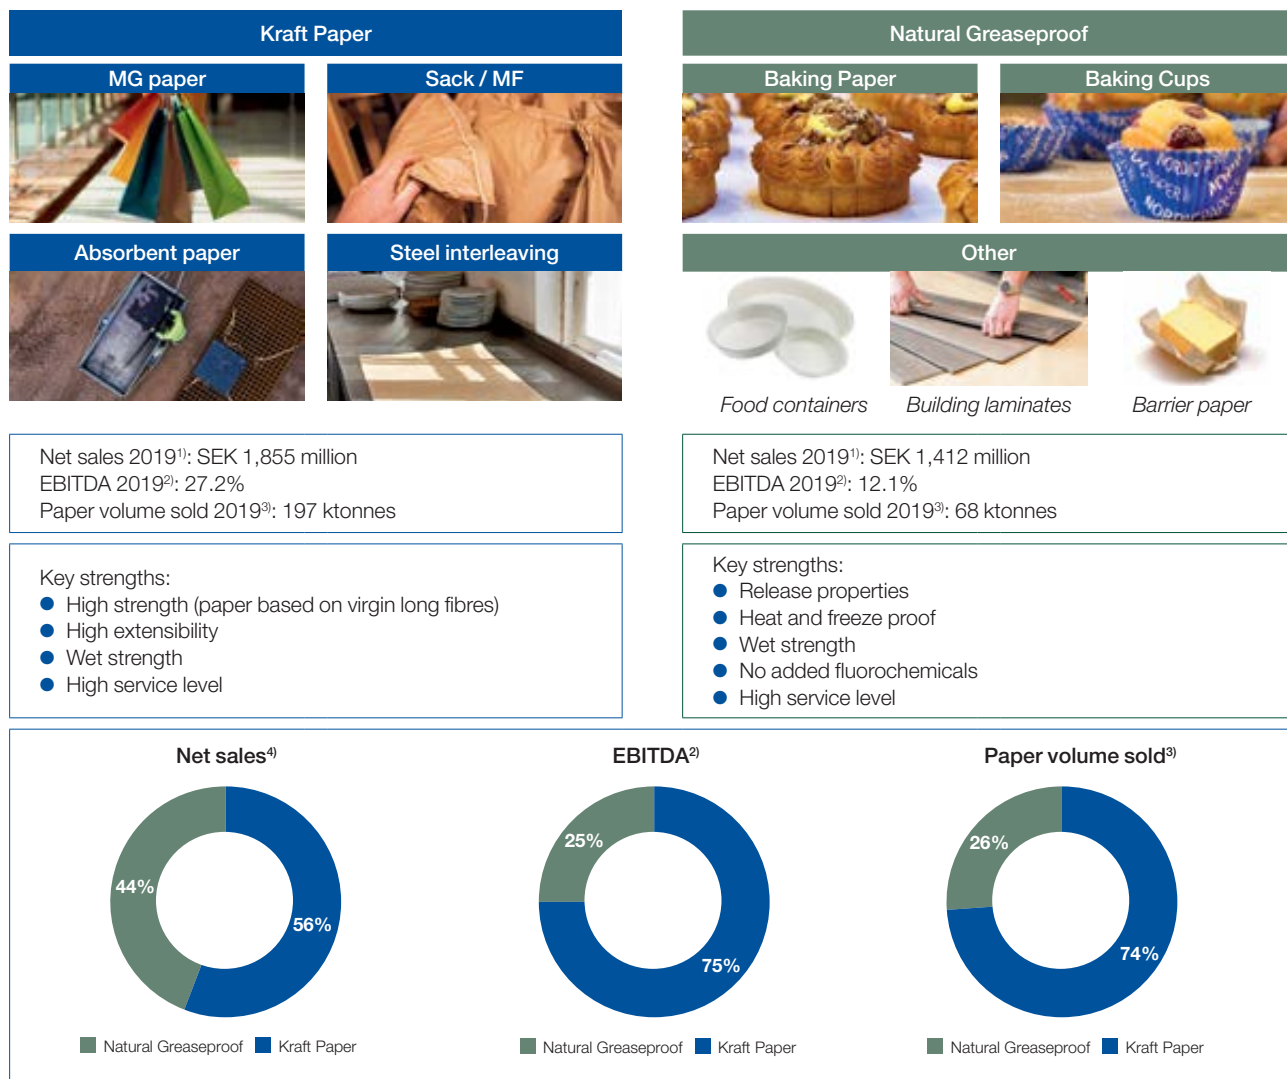 Kraft Paper
MG paper
Sack / MF
Absorbent paper
Steel interleaving
Net sales 2019¹⁾: SEK 1,855 million
EBITDA 2019²⁾: 27.2%
Paper volume sold 2019³⁾: 197 ktonnes
Key strengths:
● High strength (paper based on virgin long fibres)
● High extensibility
● Wet strength
● High service level
Natural Greaseproof
Baking Paper
Baking Cups
NORDIC PAPER
Other
Food containers
Building laminates
Barrier paper
Net sales 2019¹⁾: SEK 1,412 million
EBITDA 2019²⁾: 12.1%
Paper volume sold 2019³⁾: 68 ktonnes
Key strengths:
● Release properties
● Heat and freeze proof
● Wet strength
● No added fluorochemicals
● High service level
Net sales⁴⁾
44%
56%
Natural Greaseproof
Kraft Paper
EBITDA²⁾
25%
75%
Natural Greaseproof
Kraft Paper
Paper volume sold³⁾
26%
74%
Natural Greaseproof
Kraft Paper